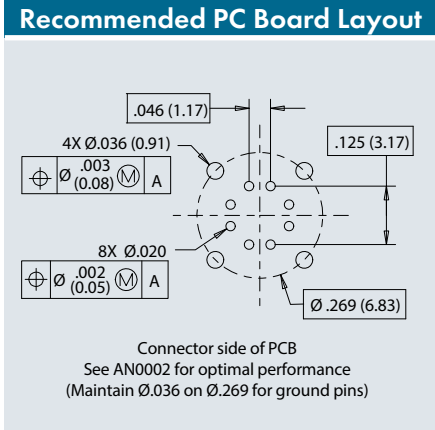 Recommended PC Board Layout
.046 (1.17)
4X Ø.036 (0.91)
.125 (3.17)
⌖ Ø .003 (0.08) Ⓜ A
8X Ø.020
⌖ Ø .002 (0.05) Ⓜ A
Ø .269 (6.83)
Connector side of PCB
See AN0002 for optimal performance
(Maintain Ø.036 on Ø.269 for ground pins)